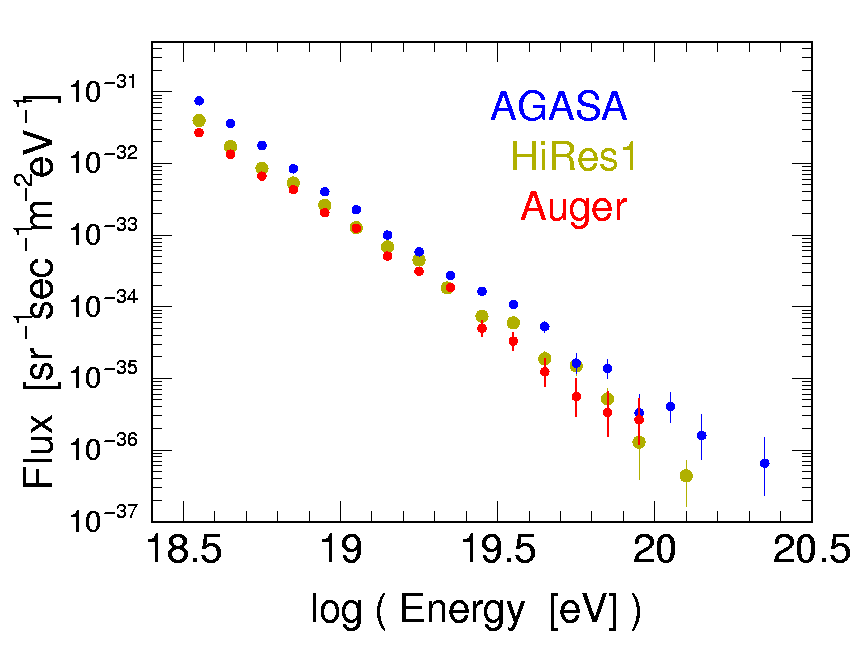 AGASA
HiRes1
Auger
10⁻³¹
10⁻³²
10⁻³³
10⁻³⁴
10⁻³⁵
10⁻³⁶
10⁻³⁷
Flux [sr⁻¹sec⁻¹m⁻²eV⁻¹]
18.5 19 19.5 20 20.5
log ( Energy [eV] )